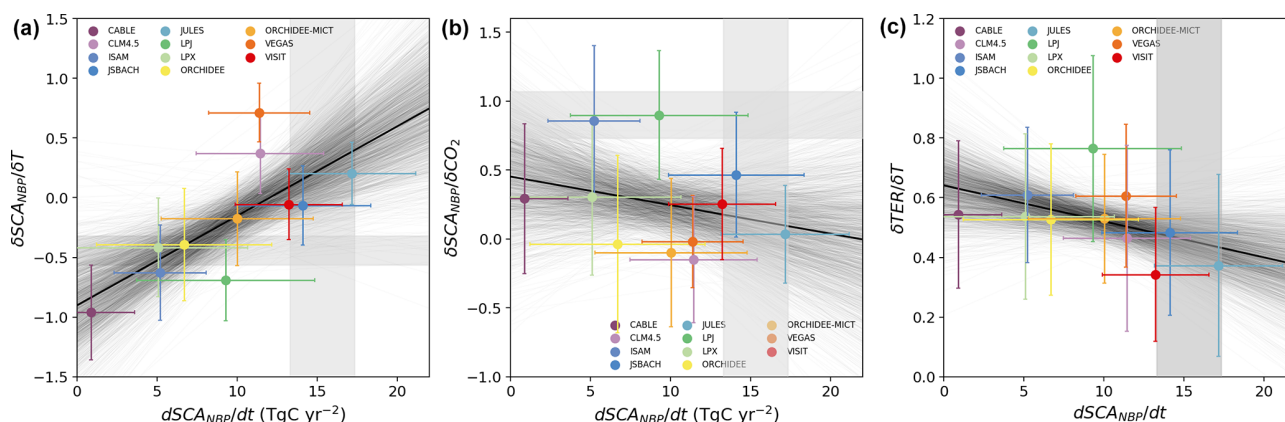 (a)
CABLE JULES ORCHIDEE-MICT
CLM4.5 LPJ VEGAS
ISAM LPX VISIT
JSBACH ORCHIDEE
1.5
1.0
0.5
0.0
−0.5
−1.0
−1.5
δSCA_NBP/δT
0 5 10 15 20
dSCA_NBP/dt (TgC yr⁻²)
(b)
1.5
1.0
0.5
0.0
−0.5
−1.0
δSCA_NBP/δCO₂
CABLE JULES ORCHIDEE-MICT
CLM4.5 LPJ VEGAS
ISAM LPX VISIT
JSBACH ORCHIDEE
0 5 10 15 20
dSCA_NBP/dt (TgC yr⁻²)
(c)
CABLE JULES ORCHIDEE-MICT
CLM4.5 LPJ VEGAS
ISAM LPX VISIT
JSBACH ORCHIDEE
1.2
1.0
0.8
0.6
0.4
0.2
0.0
δTER/δT
0 5 10 15 20
dSCA_NBP/dt